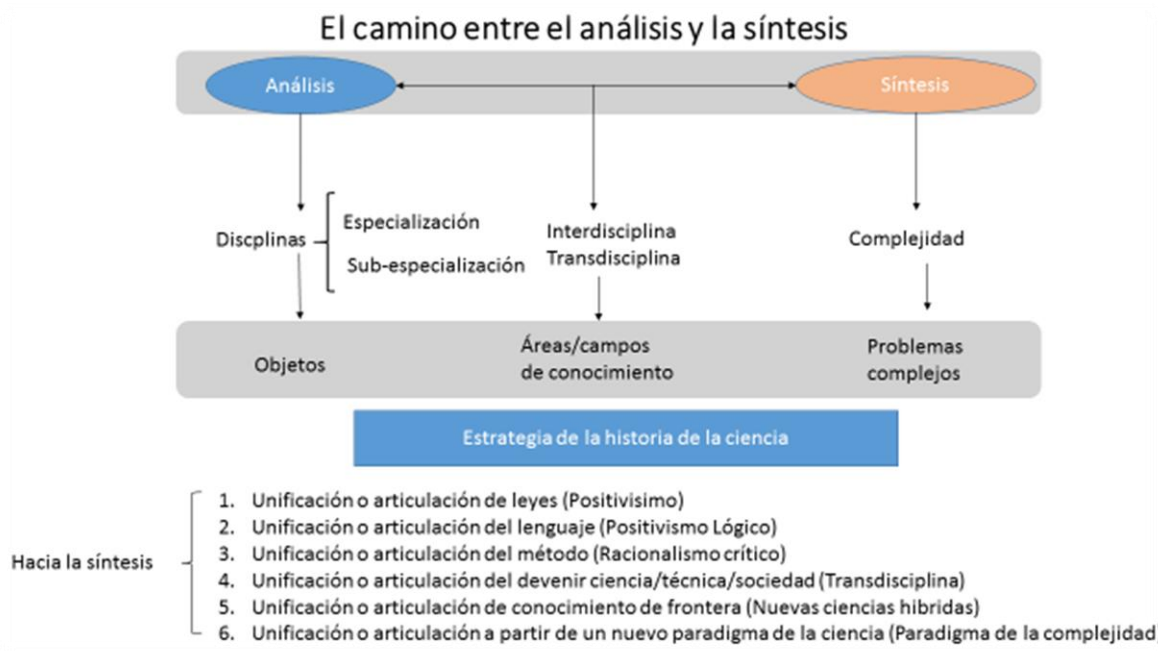 El camino entre el análisis y la síntesis
Análisis
Síntesis
Discplinas
Especialización
Sub-especialización
Interdisciplina
Transdisciplina
Complejidad
Objetos
Áreas/campos
de conocimiento
Problemas
complejos
Estrategia de la historia de la ciencia
Hacia la síntesis
1. Unificación o articulación de leyes (Positivisimo)
2. Unificación o articulación del lenguaje (Positivismo Lógico)
3. Unificación o articulación del método (Racionalismo crítico)
4. Unificación o articulación del devenir ciencia/técnica/sociedad (Transdisciplina)
5. Unificación o articulación de conocimiento de frontera (Nuevas ciencias hibridas)
6. Unificación o articulación a partir de un nuevo paradigma de la ciencia (Paradigma de la complejidad)